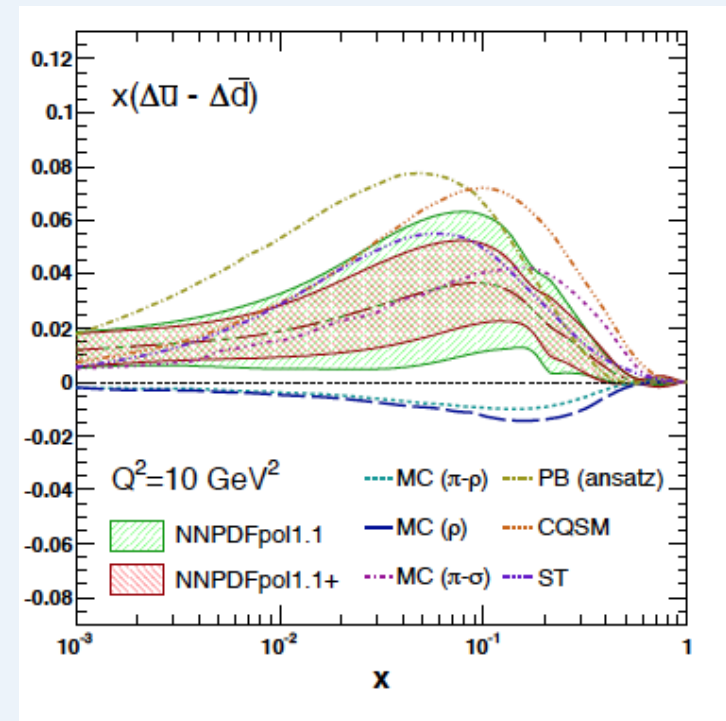 0.12
x(Δu̅ - Δd̅)
0.1
0.08
0.06
0.04
0.02
0
-0.02
Q²=10 GeV²
-0.04
-0.06
-0.08
NNPDFpol1.1
NNPDFpol1.1+
MC (π-ρ)
MC (ρ)
MC (π-σ)
PB (ansatz)
CQSM
ST
10⁻³ 10⁻² 10⁻¹ 1
x